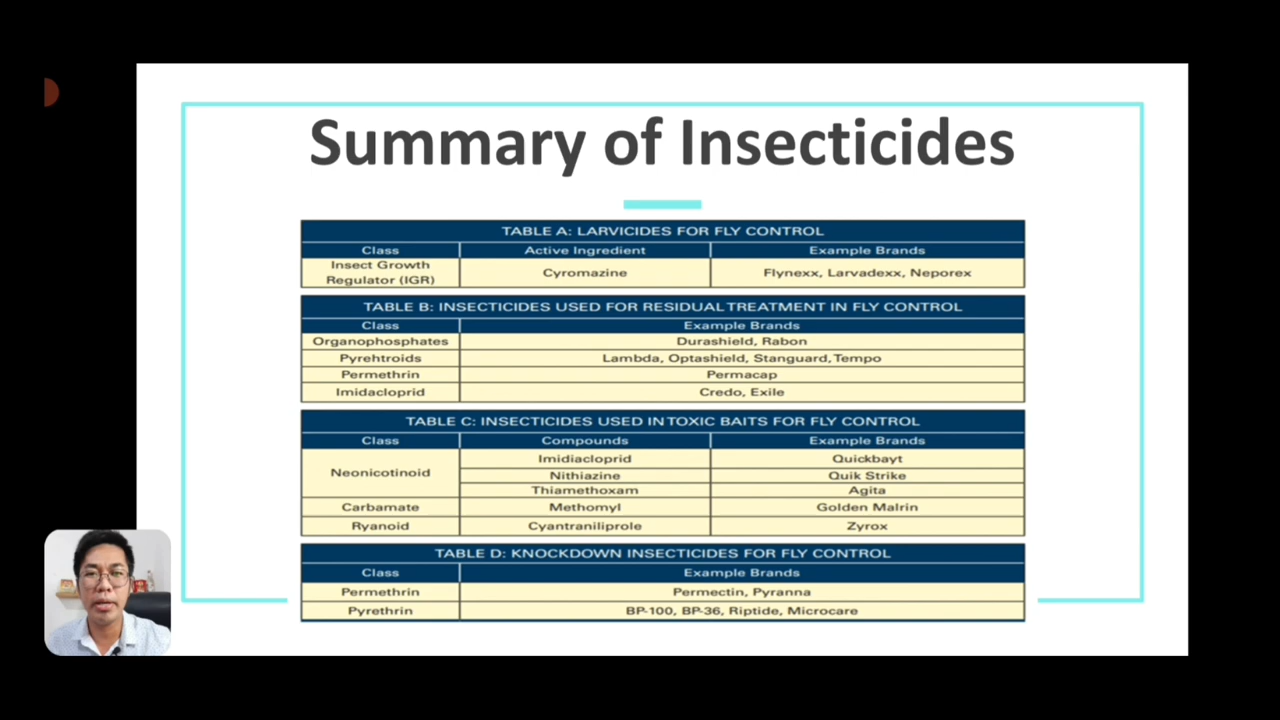 Summary of Insecticides
TABLE A: LARVICIDES FOR FLY CONTROL
Class Active Ingredient Example Brands
Insect Growth
Regulator (IGR) Cyromazine Flynexx, Larvadexx, Neporex
TABLE B: INSECTICIDES USED FOR RESIDUAL TREATMENT IN FLY CONTROL
Class Example Brands
Organophosphates Durashield, Rabon
Pyrehtroids Lambda, Optashield, Stanguard, Tempo
Permethrin Permacap
Imidacloprid Credo, Exile
TABLE C: INSECTICIDES USED IN TOXIC BAITS FOR FLY CONTROL
Class Compounds Example Brands
Neonicotinoid Imidiacloprid Quickbayt
Nithiazine Quik Strike
Thiamethoxam Agita
Carbamate Methomyl Golden Malrin
Ryanoid Cyantraniliprole Zyrox
TABLE D: KNOCKDOWN INSECTICIDES FOR FLY CONTROL
Class Example Brands
Permethrin Permectin, Pyranna
Pyrethrin BP-100, BP-36, Riptide, Microcare